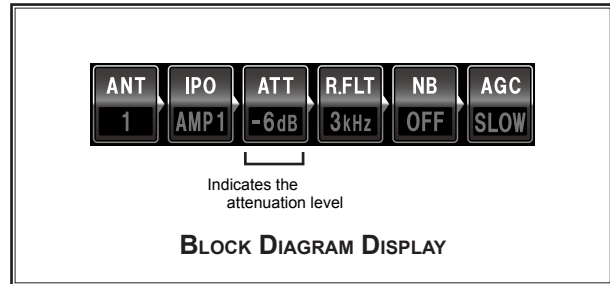 ANT IPO ATT R.FLT NB AGC
1 AMP1 -6dB 3kHz OFF SLOW
Indicates the
attenuation level
BLOCK DIAGRAM DISPLAY